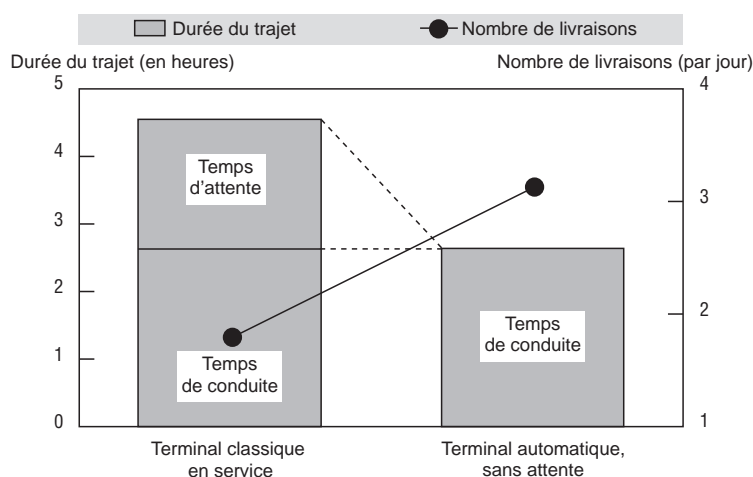 Durée du trajet
Nombre de livraisons
Durée du trajet (en heures)
Nombre de livraisons (par jour)
5
4
3
2
1
0
4
3
2
1
Temps
d'attente
Temps
de conduite
Temps
de conduite
Terminal classique
en service
Terminal automatique,
sans attente